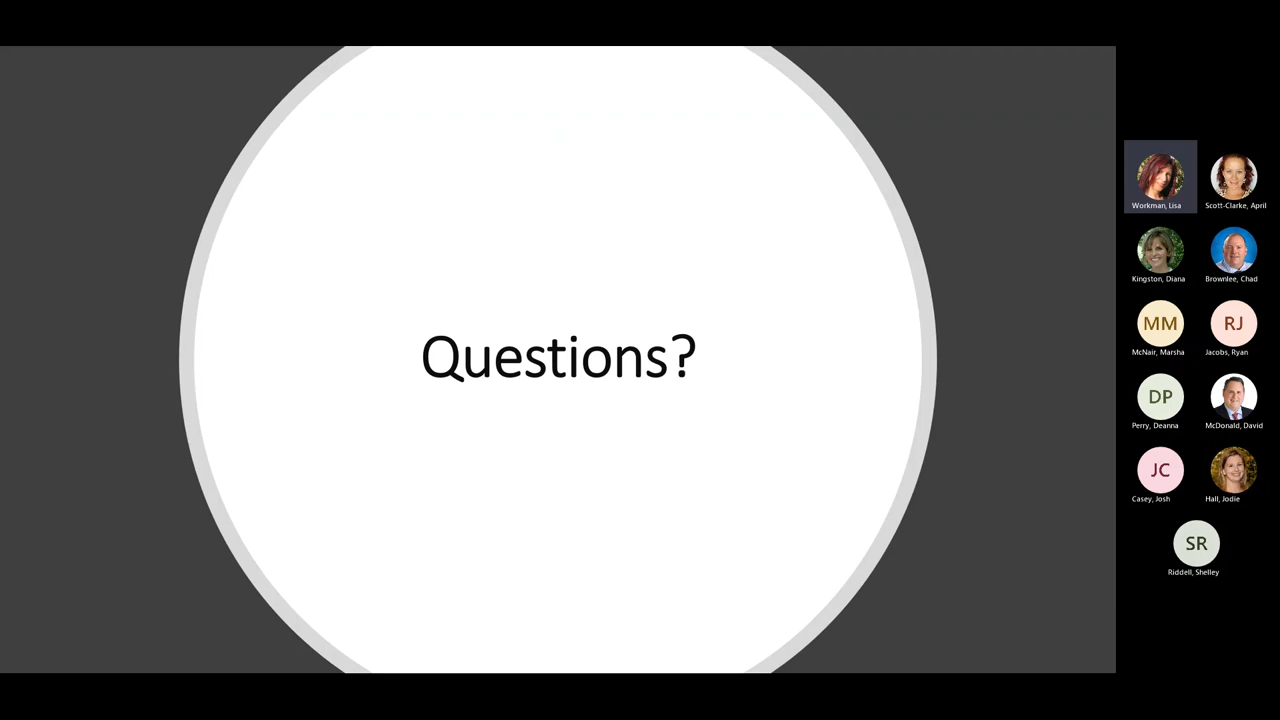 Questions?
Workman, Lisa
Scott-Clarke, April
Kingston, Diana
Brownlee, Chad
MM
McNair, Marsha
RJ
Jacobs, Ryan
DP
Perry, Deanna
McDonald, David
JC
Casey, Josh
Hall, Jodie
SR
Riddell, Shelley